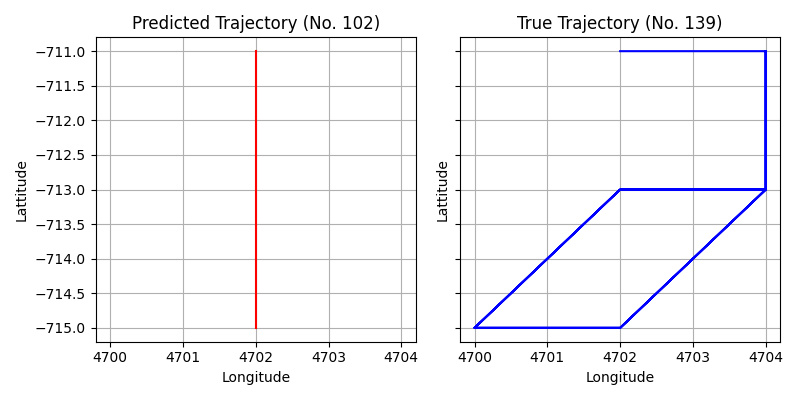 Predicted Trajectory (No. 102)
True Trajectory (No. 139)
−711.0
−711.5
−712.0
−712.5
−713.0
−713.5
−714.0
−714.5
−715.0
Lattitude
Lattitude
4700 4701 4702 4703 4704
4700 4701 4702 4703 4704
Longitude
Longitude